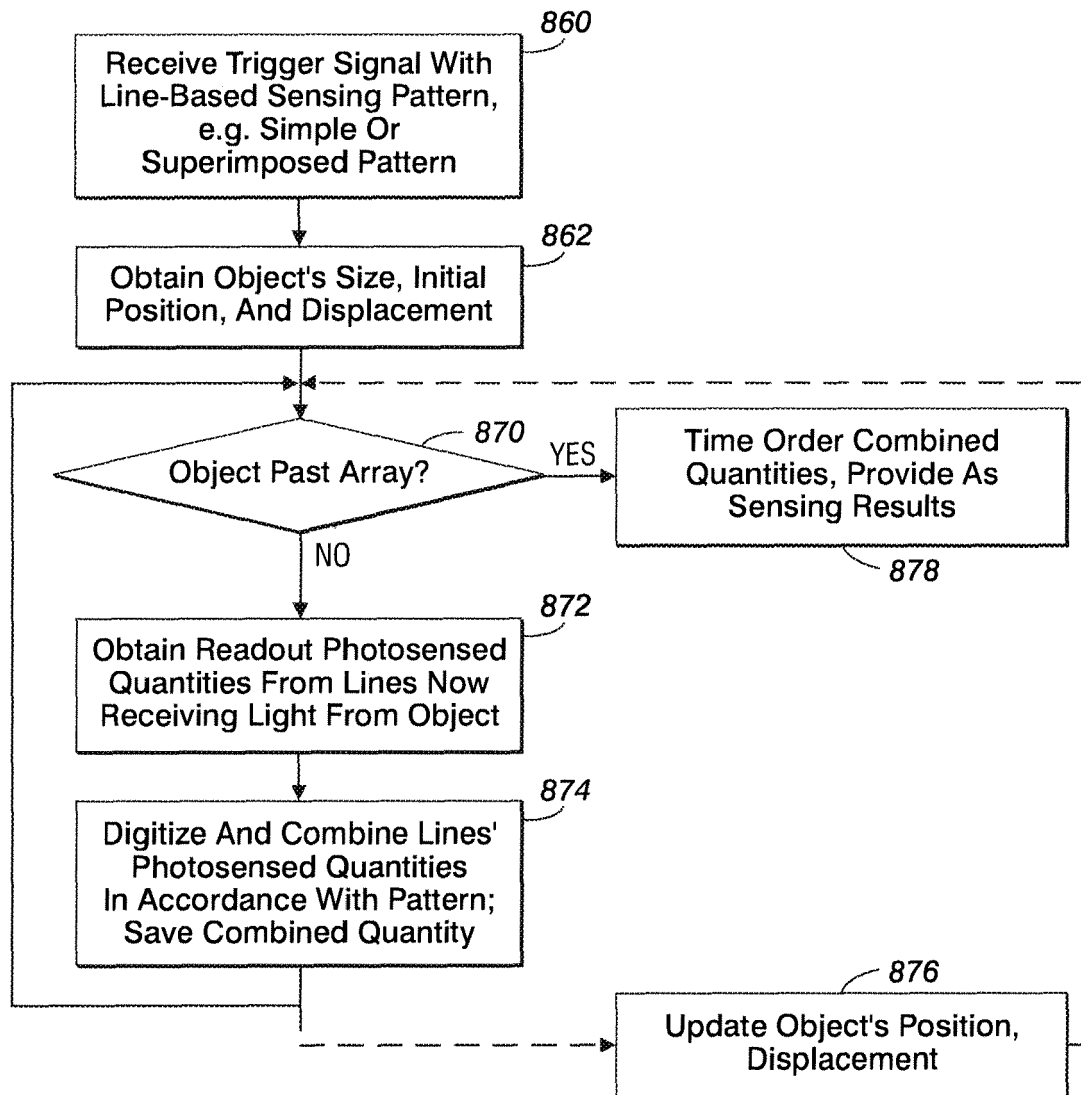 860
Receive Trigger Signal With
Line-Based Sensing Pattern,
e.g. Simple Or
Superimposed Pattern
862
Obtain Object's Size, Initial
Position, And Displacement
870
Object Past Array?
YES
Time Order Combined
Quantities, Provide As
Sensing Results
878
NO
872
Obtain Readout Photosensed
Quantities From Lines Now
Receiving Light From Object
874
Digitize And Combine Lines'
Photosensed Quantities
In Accordance With Pattern;
Save Combined Quantity
876
Update Object's Position,
Displacement